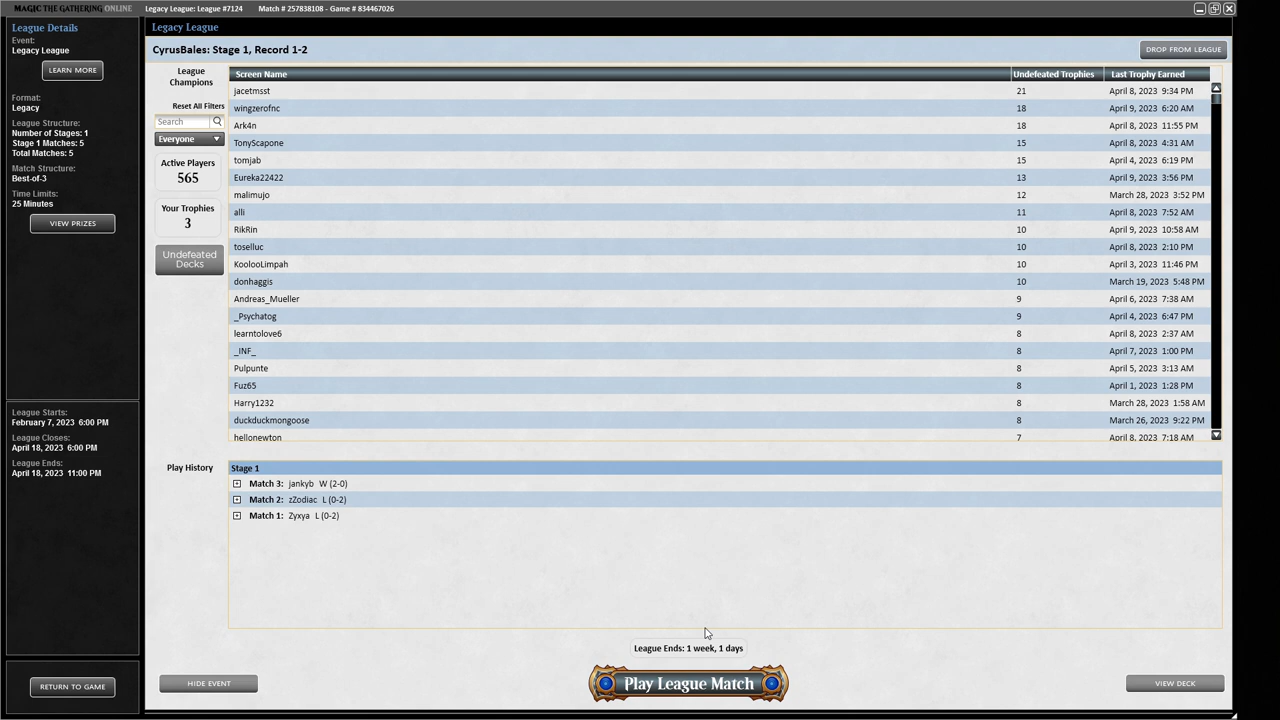 MAGIC THE GATHERING ONLINE
Legacy League: League #7124
Match # 257838108 - Game # 834467026
League Details
Event:
Legacy League
LEARN MORE
Format:
Legacy
League Structure:
Number of Stages: 1
Stage 1 Matches: 5
Total Matches: 5
Match Structure:
Best-of-3
Time Limits:
25 Minutes
VIEW PRIZES
League Starts:
February 7, 2023 6:00 PM
League Closes:
April 18, 2023 6:00 PM
League Ends:
April 18, 2023 11:00 PM
RETURN TO GAME
Legacy League
CyrusBales: Stage 1, Record 1-2
DROP FROM LEAGUE
League
Champions
Reset All Filters
Search
Everyone
Active Players
565
Your Trophies
3
Undefeated
Decks
Screen Name Undefeated Trophies Last Trophy Earned
jacetmsst 21 April 8, 2023 9:34 PM
wingzerofnc 18 April 9, 2023 6:20 AM
Ark4n 18 April 8, 2023 11:55 PM
TonyScapone 15 April 8, 2023 4:31 AM
tomjab 15 April 4, 2023 6:19 PM
Eureka22422 13 April 9, 2023 3:56 PM
malimujo 12 March 28, 2023 3:52 PM
alli 11 April 8, 2023 7:52 AM
RikRin 10 April 9, 2023 10:58 AM
toselluc 10 April 8, 2023 2:10 PM
KoolooLimpah 10 April 3, 2023 11:46 PM
donhaggis 10 March 19, 2023 5:48 PM
Andreas_Mueller 9 April 6, 2023 7:38 AM
_Psychatog 9 April 4, 2023 6:47 PM
learntolove6 8 April 8, 2023 2:37 AM
_INF_ 8 April 7, 2023 1:00 PM
Pulpunte 8 April 5, 2023 3:13 AM
Fuz65 8 April 1, 2023 1:28 PM
Harry1232 8 March 28, 2023 1:58 AM
duckduckmongoose 8 March 26, 2023 9:22 PM
hellonewton 7 April 8, 2023 7:18 AM
Play History
Stage 1
Match 3: jankyb W (2-0)
Match 2: zZodiac L (0-2)
Match 1: Zyxya L (0-2)
League Ends: 1 week, 1 days
HIDE EVENT
Play League Match
VIEW DECK